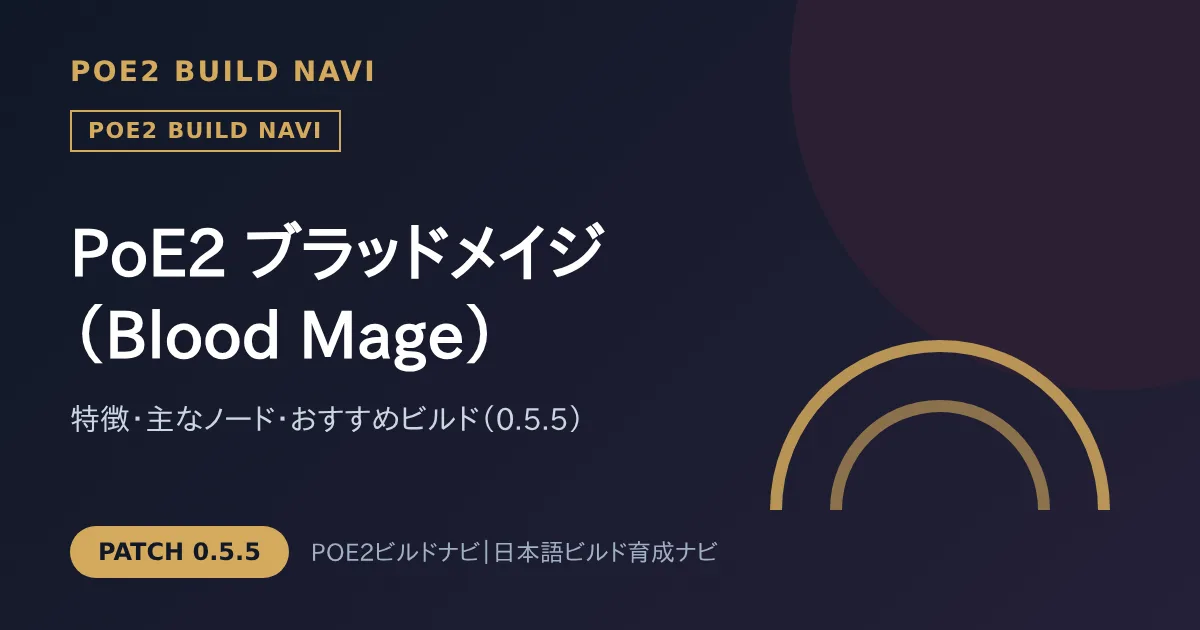 POE2 BUILD NAVI
POE2 BUILD NAVI
PoE2 ブラッドメイジ
（Blood Mage）
特徴・主なノード・おすすめビルド（0.5.5）
PATCH 0.5.5
POE2ビルドナビ|日本語ビルド育成ナビ